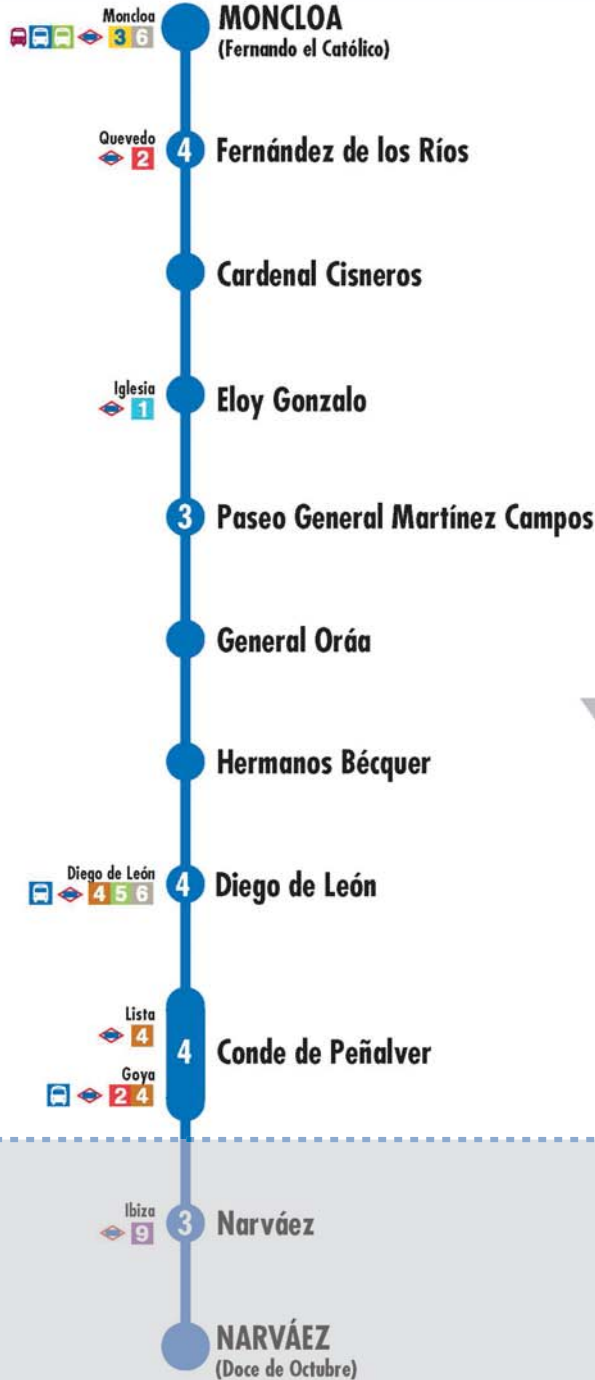 Moncloa
3 6
MONCLOA
(Fernando el Católico)
Quevedo
2
4
Fernández de los Ríos
Cardenal Cisneros
Iglesia
1
Eloy Gonzalo
3
Paseo General Martínez Campos
General Oráa
Hermanos Bécquer
Diego de León
4 5 6
4
Diego de León
Lista
4
Goya
2 4
4
Conde de Peñalver
Ibiza
9
3
Narváez
NARVÁEZ
(Doce de Octubre)